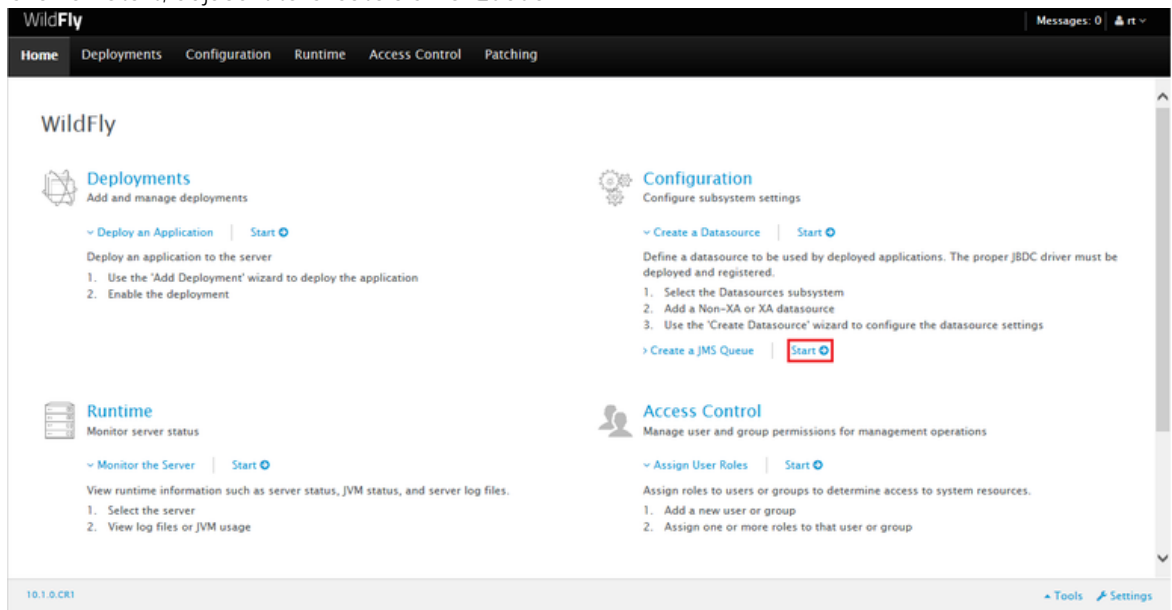 WildFly
Messages: 0
rt
Home Deployments Configuration Runtime Access Control Patching
WildFly
Deployments
Add and manage deployments
Deploy an Application Start
Deploy an application to the server
1. Use the 'Add Deployment' wizard to deploy the application
2. Enable the deployment
Configuration
Configure subsystem settings
Create a Datasource Start
Define a datasource to be used by deployed applications. The proper JBDC driver must be
deployed and registered.
1. Select the Datasources subsystem
2. Add a Non-XA or XA datasource
3. Use the 'Create Datasource' wizard to configure the datasource settings
Create a JMS Queue Start
Runtime
Monitor server status
Monitor the Server Start
View runtime information such as server status, JVM status, and server log files.
1. Select the server
2. View log files or JVM usage
Access Control
Manage user and group permissions for management operations
Assign User Roles Start
Assign roles to users or groups to determine access to system resources.
1. Add a new user or group
2. Assign one or more roles to that user or group
10.1.0.CR1
Tools Settings